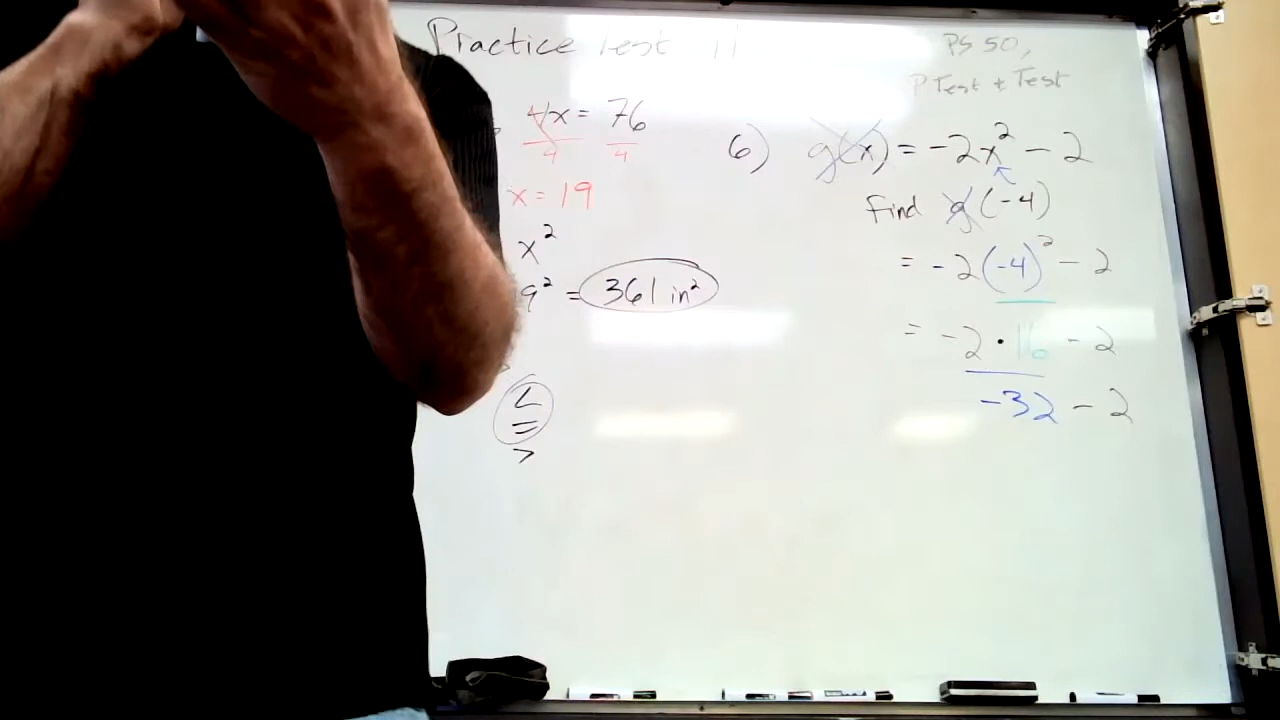 Practice Test 11
PS 50,
P Test + Test
4x = 76
4 4
x = 19
x²
9² = 361 in²
<
=
>
6) g(x) = -2x² - 2
find g(-4)
= -2(-4)² - 2
= -2 • 16 - 2
-32 - 2